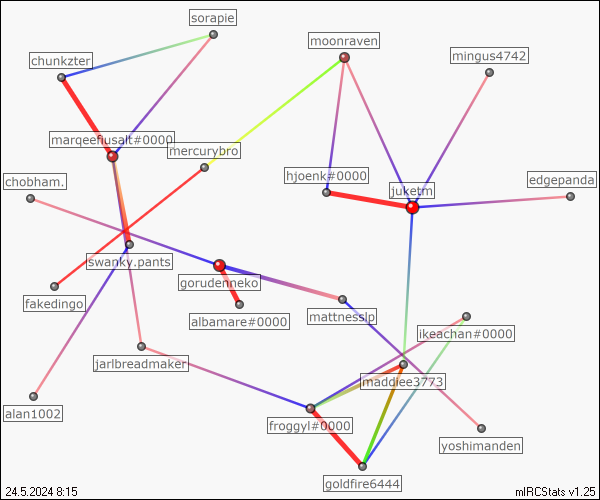 sorapie
moonraven
mingus4742
chunkzter
marqeeflusalt#0000
mercurybro
hjoenk#0000
juketm
edgepanda
chobham.
swanky.pants
gorudenneko
fakedingo
albamare#0000
mattnesslp
ikeachan#0000
jarlbreadmaker
maddlee3773
alan1002
froggyl#0000
yoshimanden
goldfire6444
24.5.2024 8:15
mIRCStats v1.25